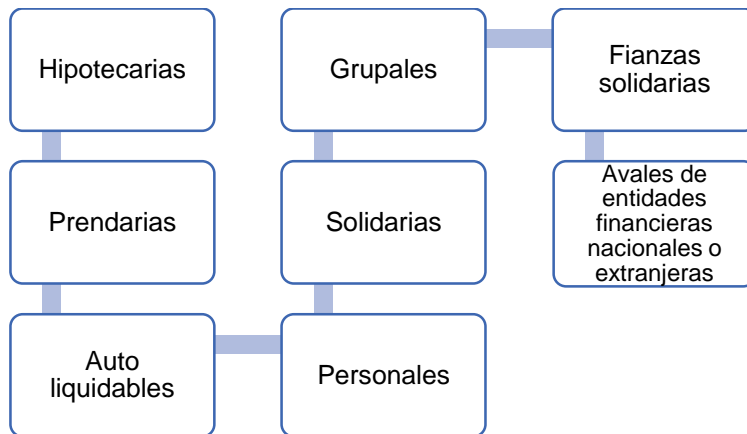 Hipotecarias
Prendarias
Auto
liquidables
Personales
Solidarias
Grupales
Fianzas
solidarias
Avales de
entidades
financieras
nacionales o
extranjeras